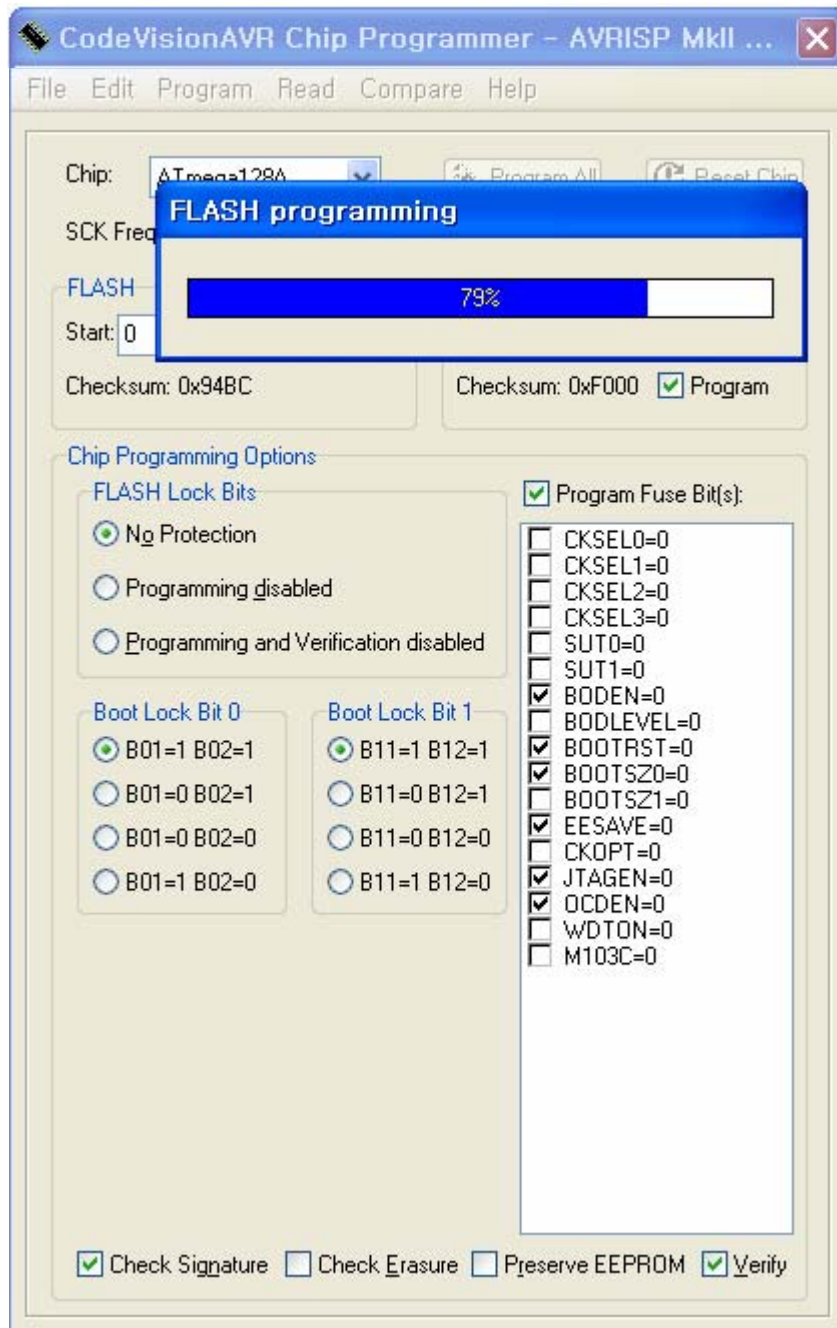 CodeVisionAVR Chip Programmer - AVRISP MkII ...
File Edit Program Read Compare Help
Chip: ATmega128A Program All Reset Chip
FLASH programming
SCK Freq
79%
FLASH
Start: 0
Checksum: 0x94BC
Checksum: 0xF000 Program
Chip Programming Options
FLASH Lock Bits
No Protection
Programming disabled
Programming and Verification disabled
Boot Lock Bit 0
B01=1 B02=1
B01=0 B02=1
B01=0 B02=0
B01=1 B02=0
Boot Lock Bit 1
B11=1 B12=1
B11=0 B12=1
B11=0 B12=0
B11=1 B12=0
Program Fuse Bit(s):
CKSEL0=0
CKSEL1=0
CKSEL2=0
CKSEL3=0
SUT0=0
SUT1=0
BODEN=0
BODLEVEL=0
BOOTRST=0
BOOTSZ0=0
BOOTSZ1=0
EESAVE=0
CKOPT=0
JTAGEN=0
OCDEN=0
WDTON=0
M103C=0
Check Signature Check Erasure Preserve EEPROM Verify